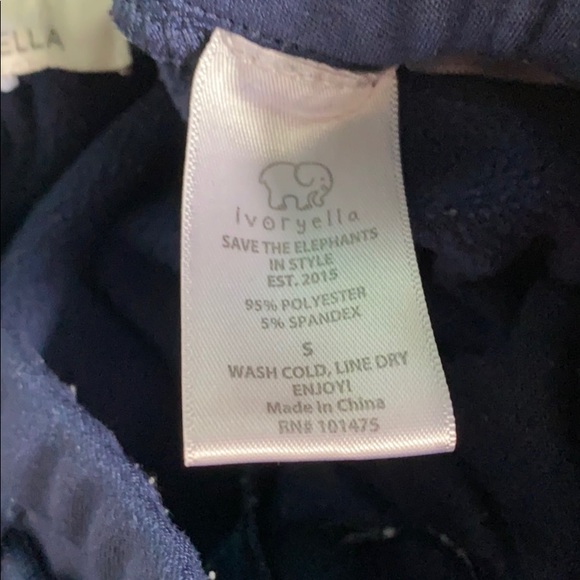 ELLA
ivoryella
SAVE THE ELEPHANTS
IN STYLE
EST. 2015
95% POLYESTER
5% SPANDEX
S
WASH COLD, LINE DRY
ENJOY!
Made in China
RN# 101475